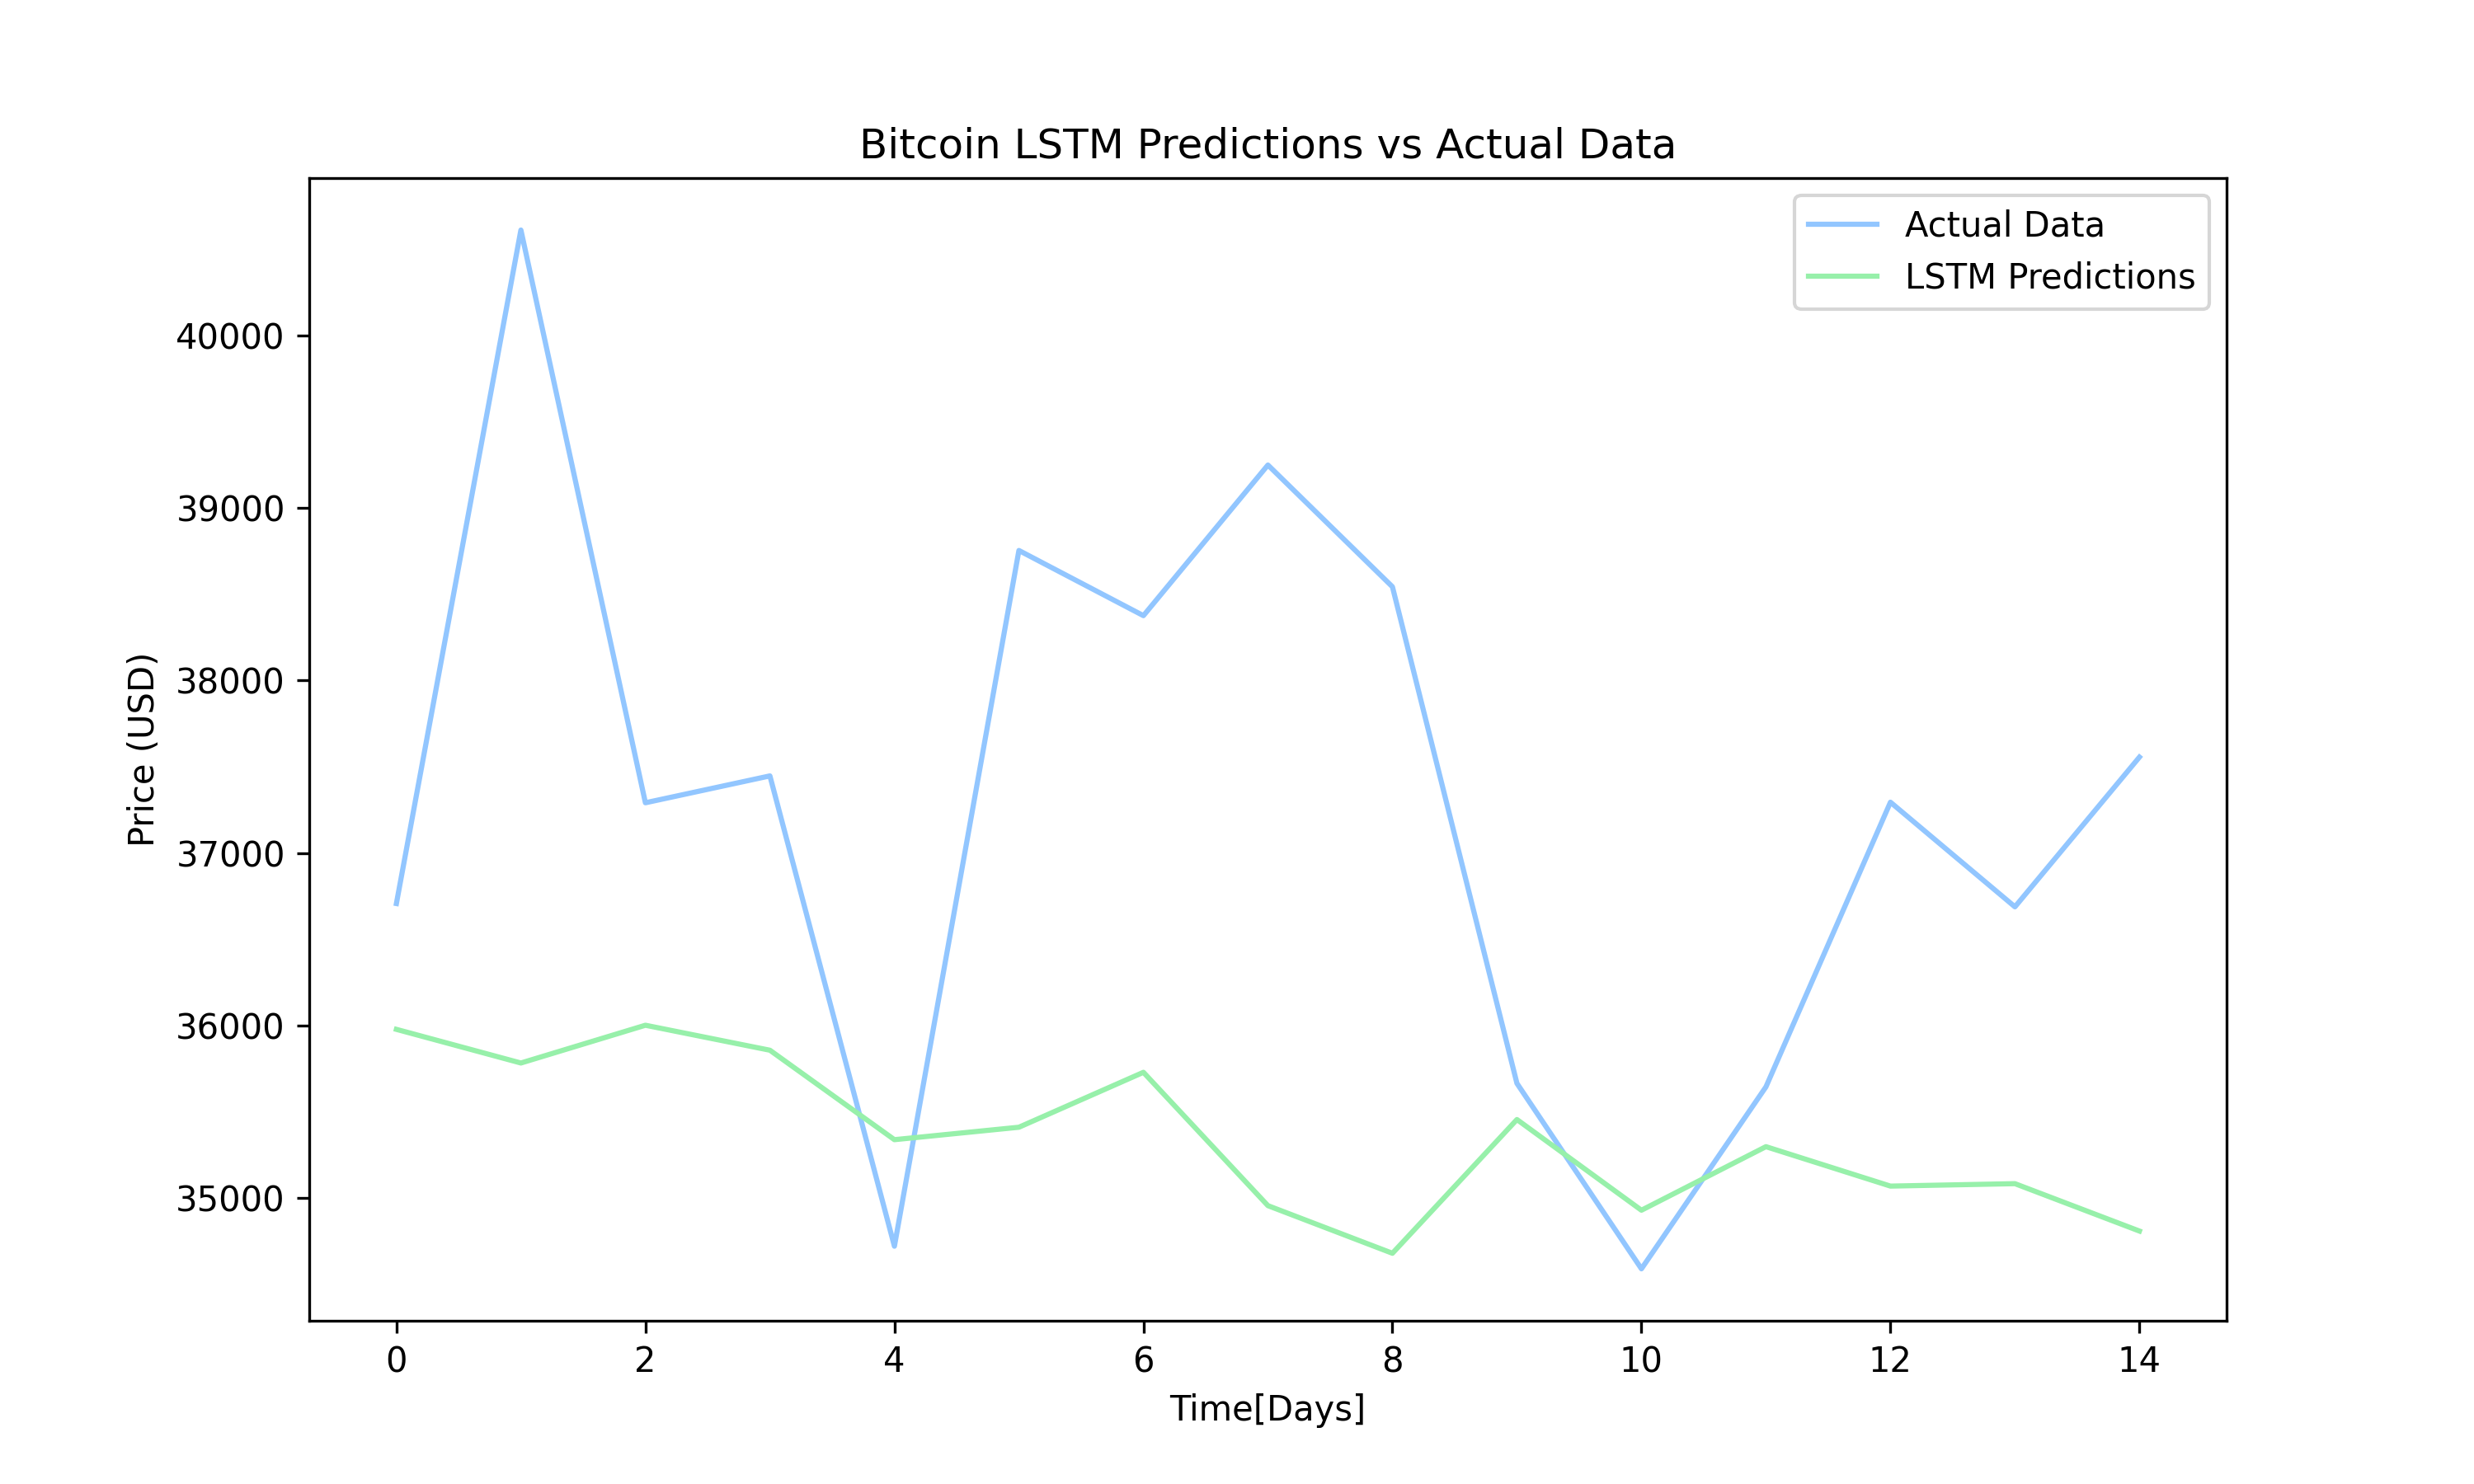 Bitcoin LSTM Predictions vs Actual Data
Actual Data
LSTM Predictions
Price (USD)
40000
39000
38000
37000
36000
35000
0 2 4 6 8 10 12 14
Time[Days]